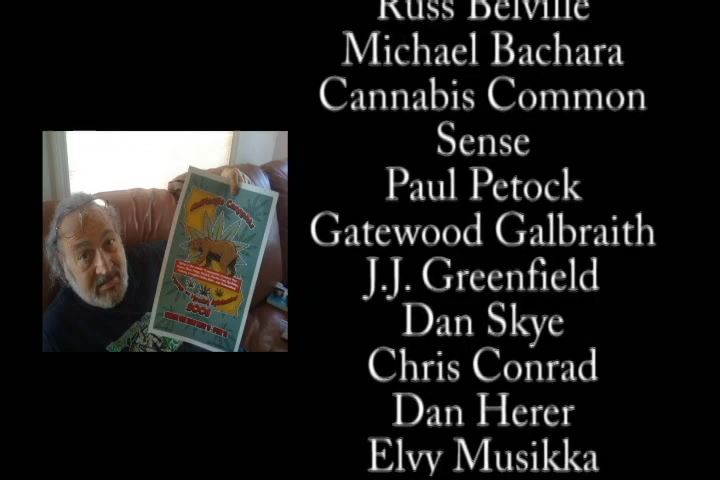 Russ Belville
Michael Bachara
Cannabis Common
Sense
Paul Petock
Gatewood Galbraith
J.J. Greenfield
Dan Skye
Chris Conrad
Dan Herer
Elvy Musikka